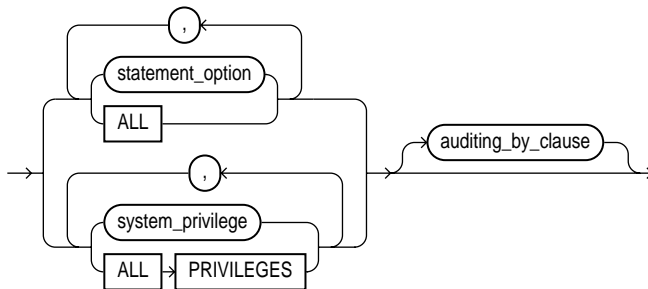 ,
statement_option
ALL
auditing_by_clause
,
system_privilege
ALL PRIVILEGES